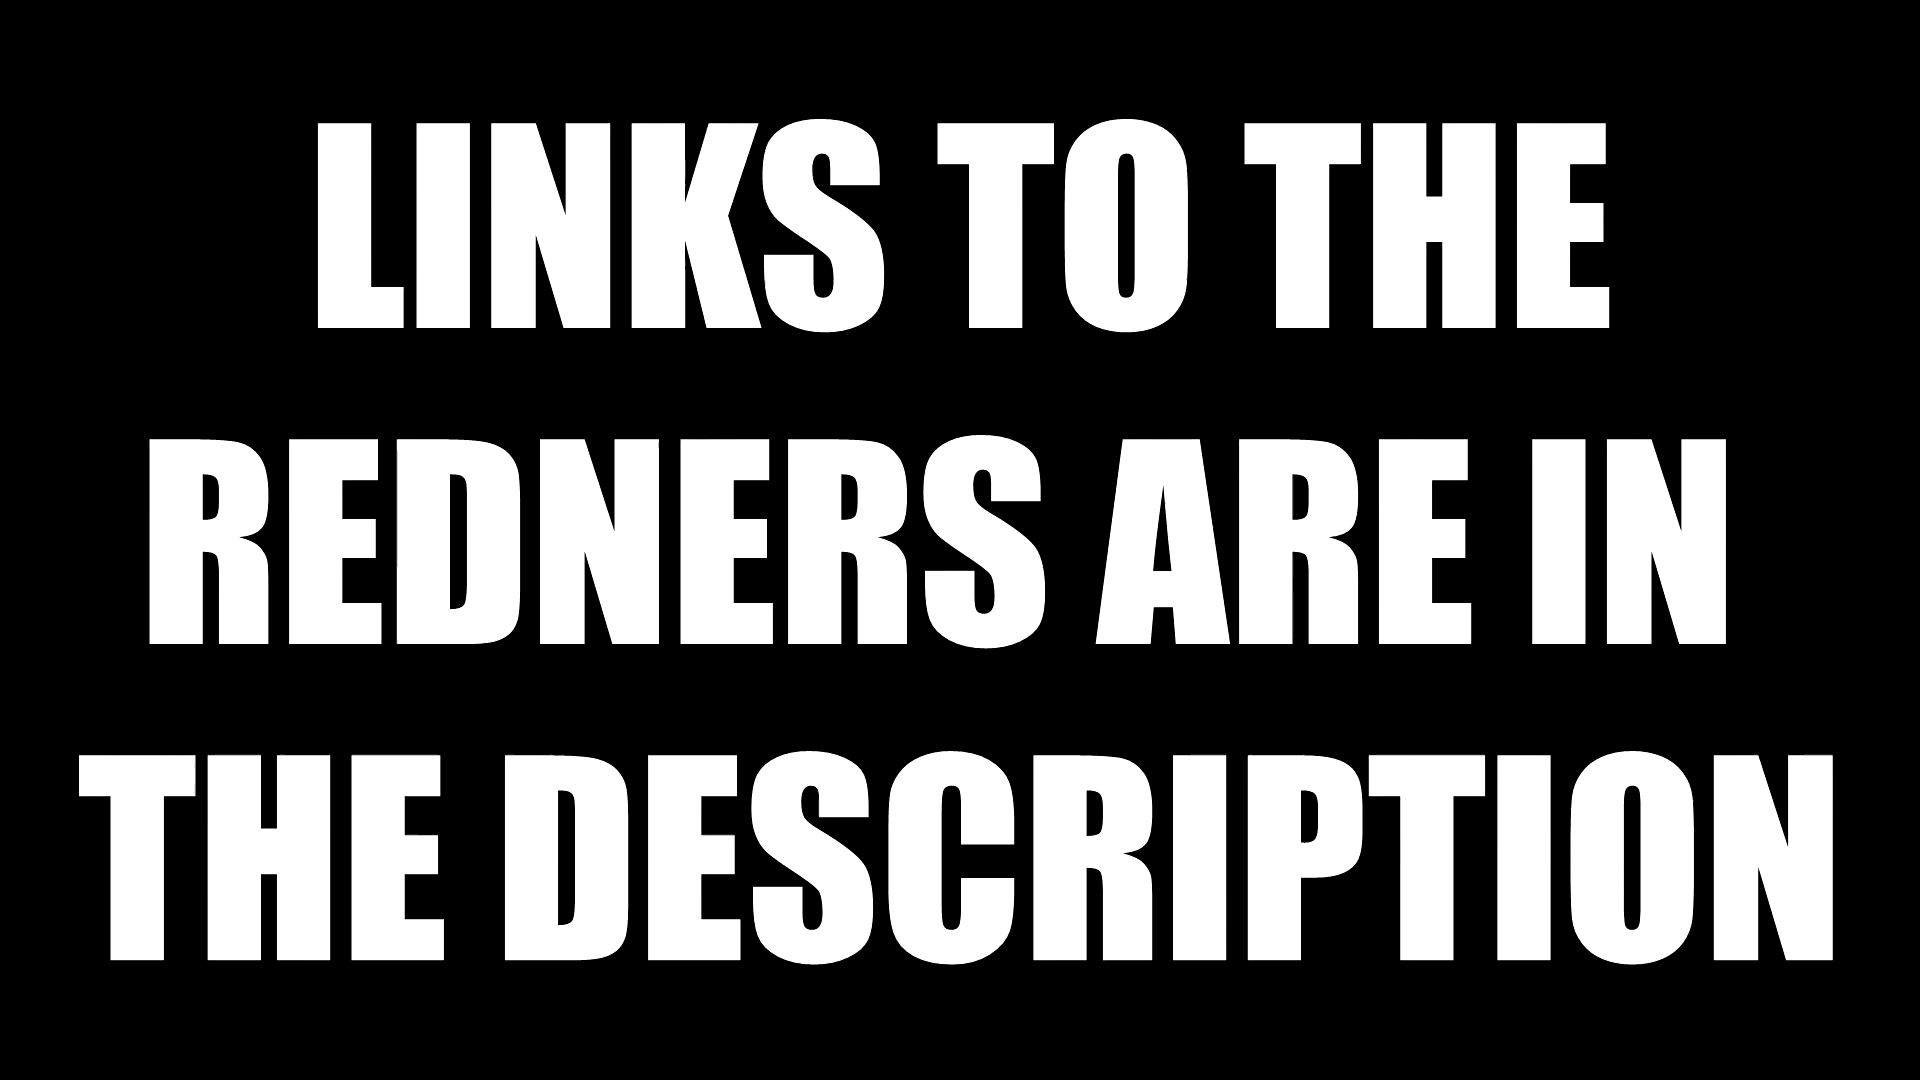 LINKS TO THE
REDNERS ARE IN
THE DESCRIPTION